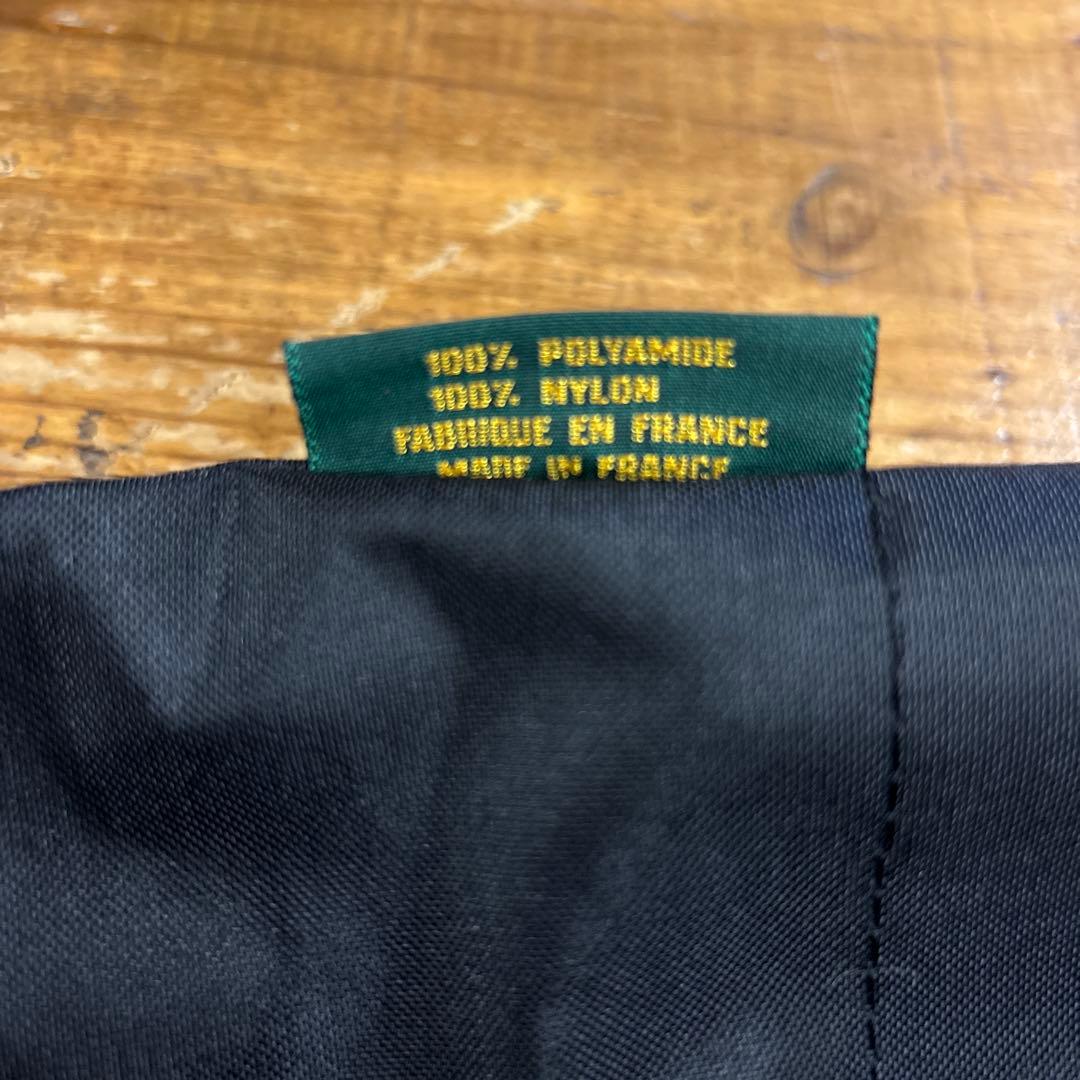 100% POLYAMIDE
100% NYLON
FABRIQUE EN FRANCE
MADE IN FRANCE